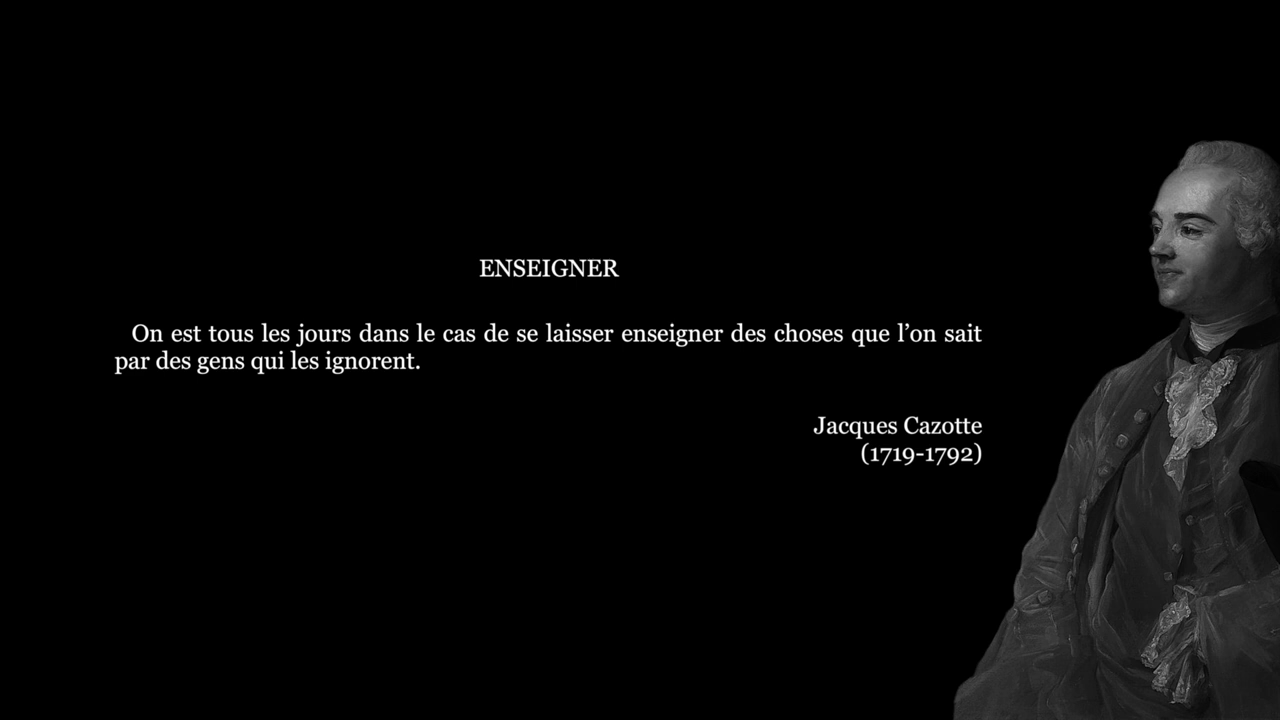 ENSEIGNER
On est tous les jours dans le cas de se laisser enseigner des choses que l’on sait
par des gens qui les ignorent.
Jacques Cazotte
(1719-1792)